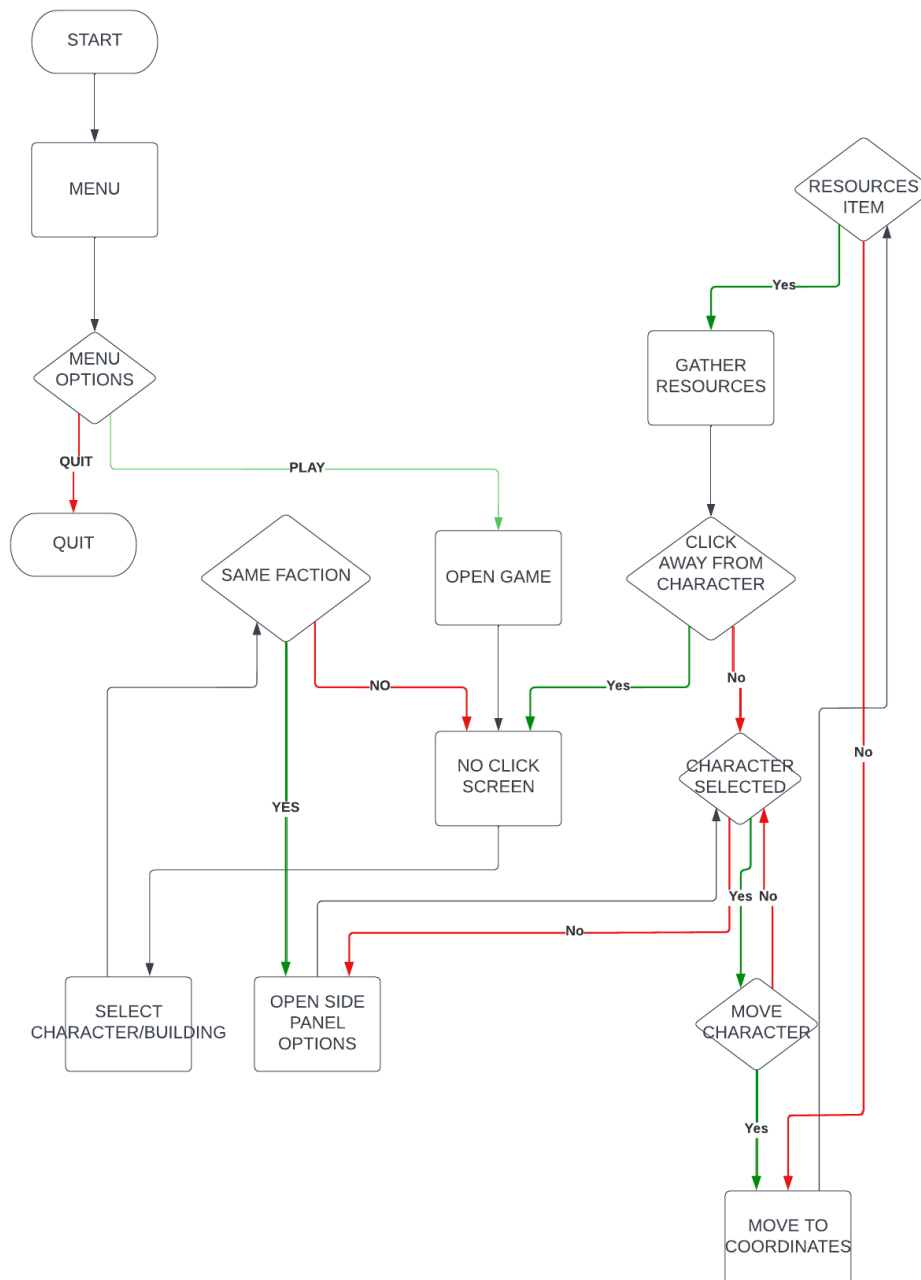 START
MENU
RESOURCES
ITEM
Yes
MENU
OPTIONS
GATHER
RESOURCES
QUIT
PLAY
QUIT
SAME FACTION
OPEN GAME
CLICK
AWAY FROM
CHARACTER
NO
Yes
No
NO CLICK
SCREEN
CHARACTER
SELECTED
No
YES
Yes
No
No
SELECT
CHARACTER/BUILDING
OPEN SIDE
PANEL
OPTIONS
MOVE
CHARACTER
Yes
MOVE TO
COORDINATES